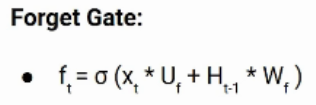 Forget Gate:
• fₜ = σ (xₜ * U_f + Hₜ₋₁ * W_f )